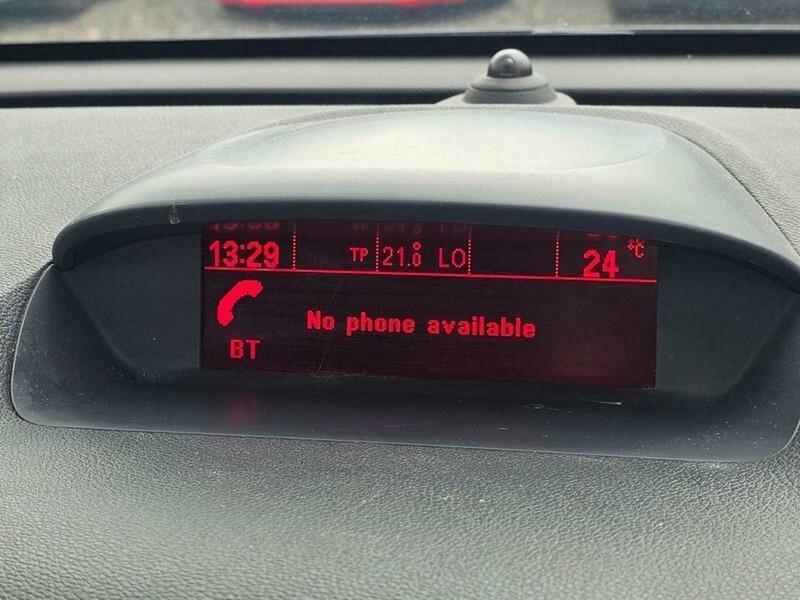 13:29 TP 21.0 LO 24 °C
No phone available
BT